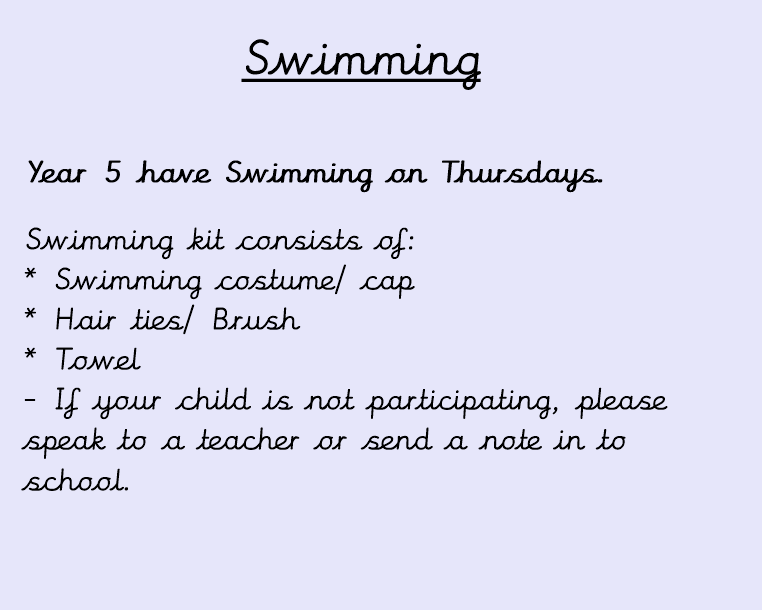 Swimming
Year 5 have Swimming on Thursdays.
Swimming kit consists of:
* Swimming costume/ cap
* Hair ties/ Brush
* Towel
- If your child is not participating, please
speak to a teacher or send a note in to
school.